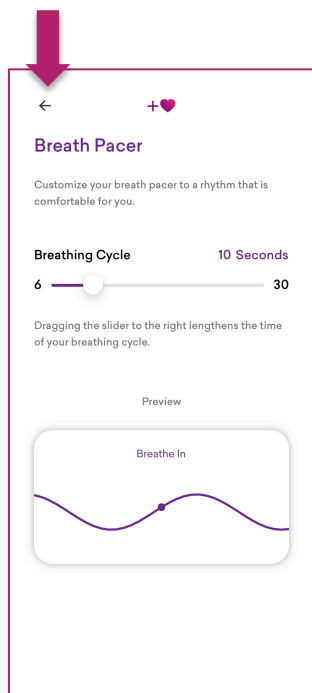 Breath Pacer
Customize your breath pacer to a rhythm that is
comfortable for you.
Breathing Cycle 10 Seconds
6 30
Dragging the slider to the right lengthens the time
of your breathing cycle.
Preview
Breathe In